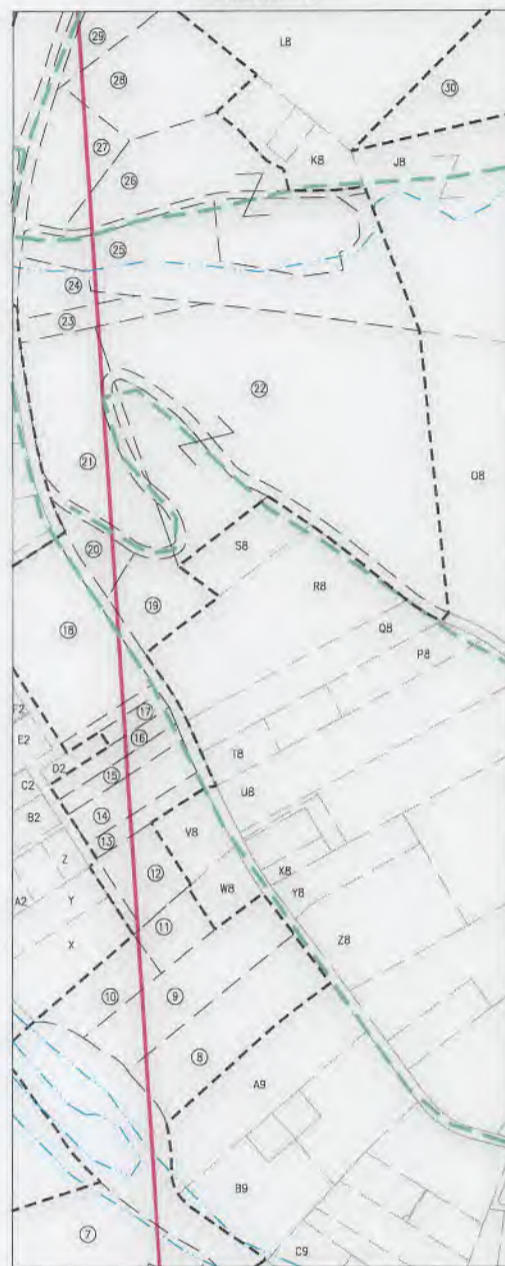 L8
㉙
㉘
㉚
㉗
K8
J8
㉖
㉕
㉔
㉓
㉒
㉑
O8
S8
⑳
R8
⑲
Q8
⑱
P8
F2
⑰
E2
⑯
T8
D2
⑮
C2
U8
B2
⑭
V8
⑬
Z
X8
⑫
A2
Y
W8
Y8
⑪
X
Z8
⑩
⑨
⑧
A9
B9
⑦
C9